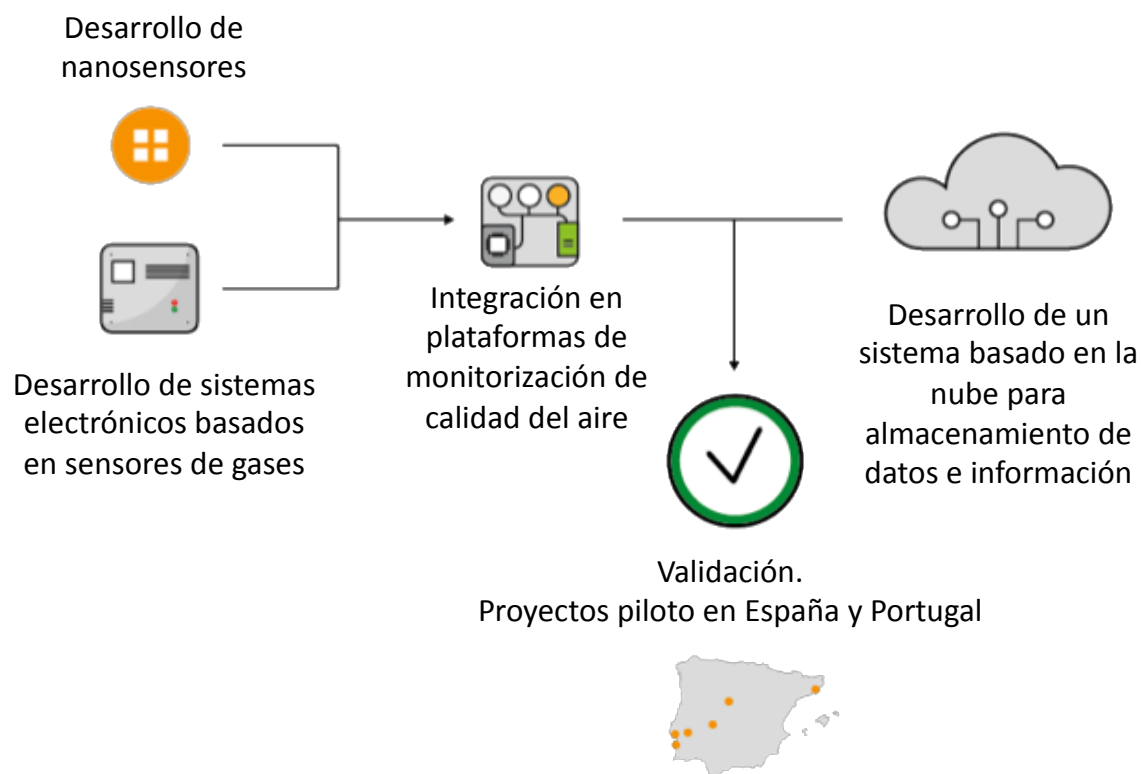 Desarrollo de
nanosensores
Desarrollo de sistemas
electrónicos basados
en sensores de gases
Integración en
plataformas de
monitorización de
calidad del aire
Desarrollo de un
sistema basado en la
nube para
almacenamiento de
datos e información
Validación.
Proyectos piloto en España y Portugal